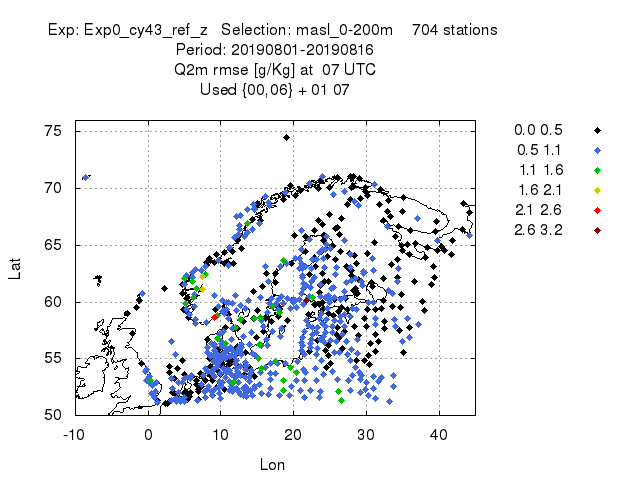 Exp: Exp0_cy43_ref_z   Selection: masl_0-200m    704 stations
Period: 20190801-20190816
Q2m rmse [g/Kg] at  07 UTC
Used {00,06} + 01 07
0.0 0.5
0.5 1.1
1.1 1.6
1.6 2.1
2.1 2.6
2.6 3.2
75
70
65
60
55
50
Lat
-10 0 10 20 30 40
Lon